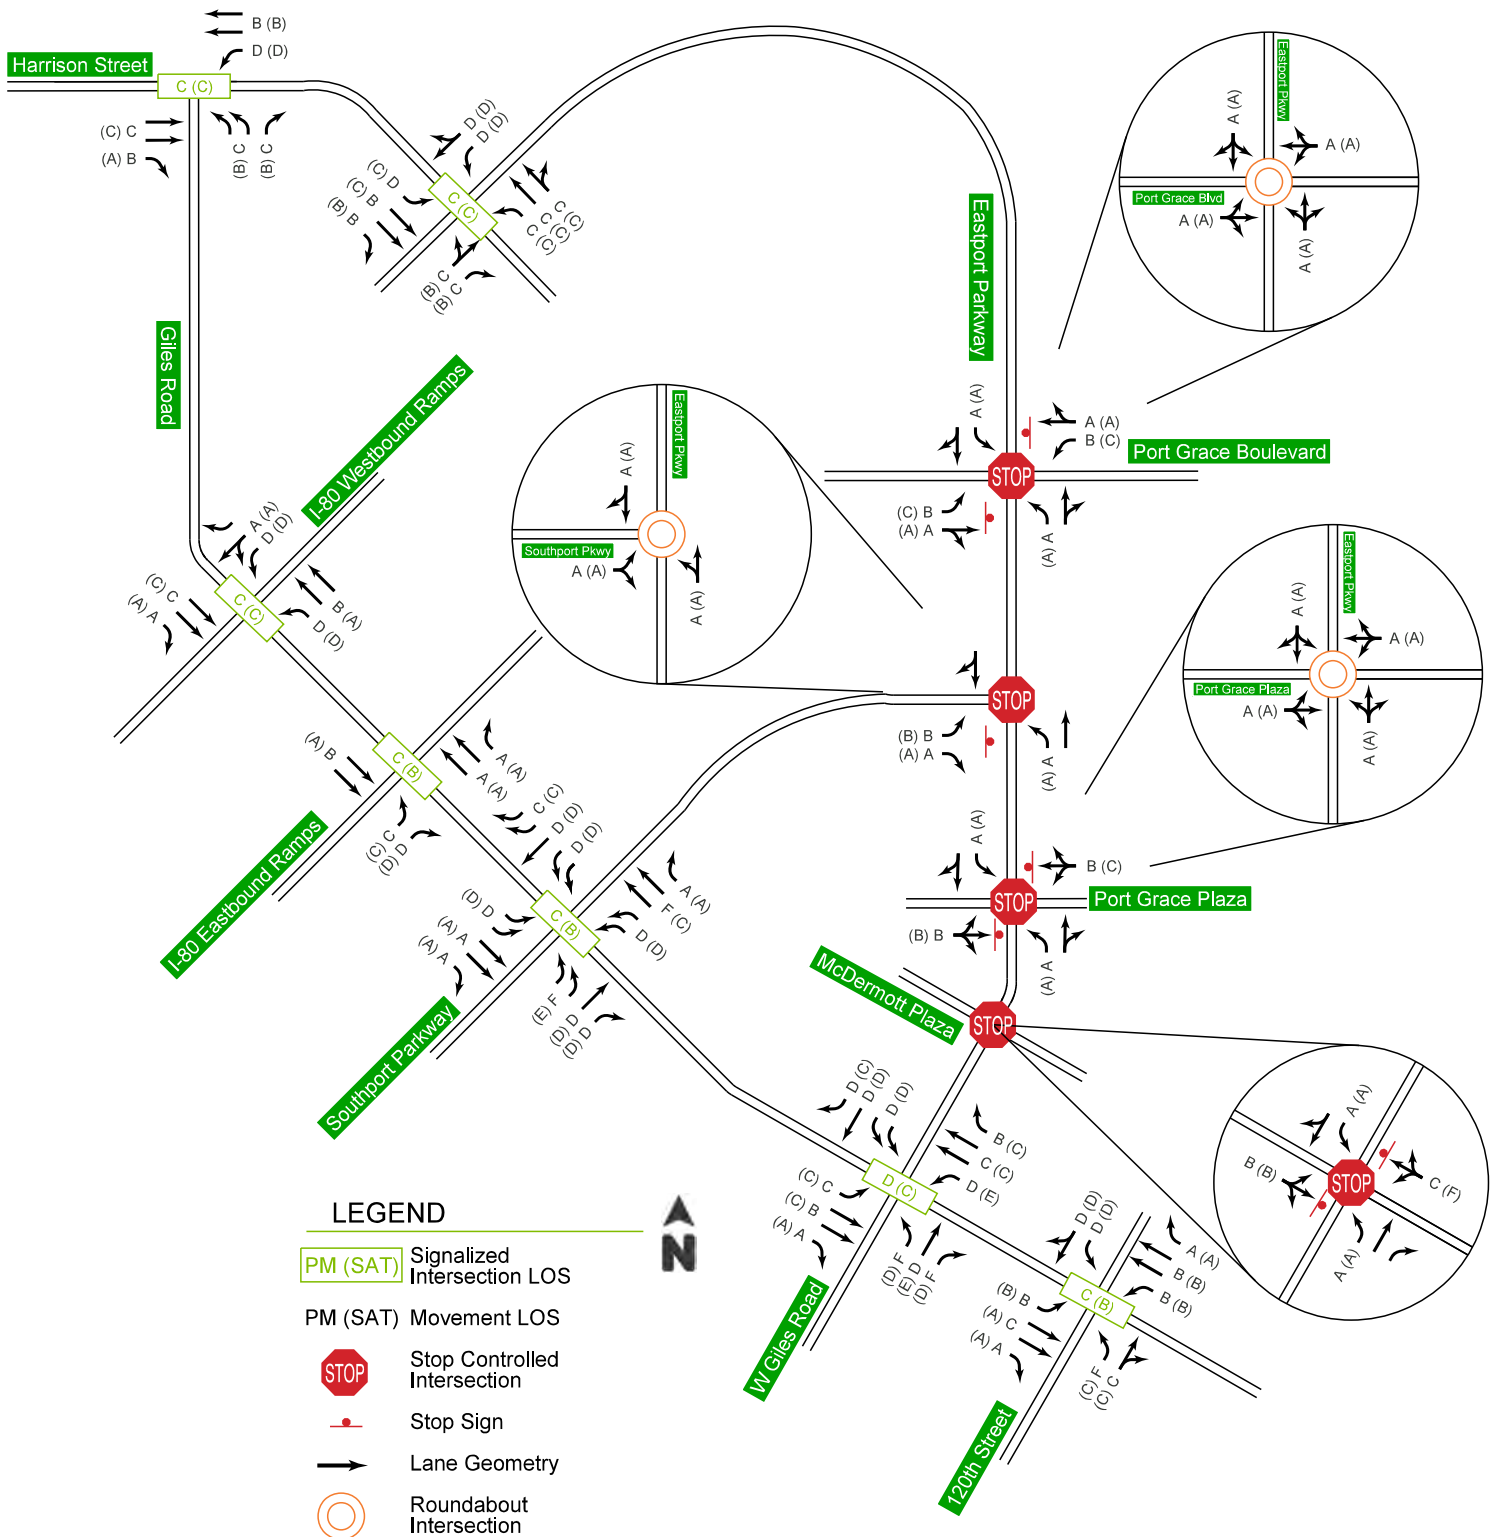 B (B)
D (D)
Harrison Street
C (C)
(C) C
(A) B
(B) C
(B) C
D (D)
D (D)
(C) D
(C) B
(B) B
C (C)
C (C)
C (C)
C (C)
(B) C
(B) C
Eastport Parkway
Eastport Pkwy
A (A)
A (A)
Port Grace Blvd
A (A)
A (A)
Giles Road
I-80 Westbound Ramps
A (A)
D (D)
(C) C
(A) A
C (C)
B (A)
D (D)
Eastport Pkwy
A (A)
Southport Pkwy
A (A)
A (A)
A (A)
A (A)
B (C)
Port Grace Boulevard
STOP
(C) B
(A) A
(A) A
Eastport Pkwy
A (A)
A (A)
Port Grace Plaza
A (A)
A (A)
STOP
(B) B
(A) A
(A) A
(A) B
C (B)
A (A)
A (A)
(C) C
(D) D
I-80 Eastbound Ramps
C (C)
D (D)
D (D)
(D) D
(A) A
(A) A
C (B)
A (A)
F (C)
D (D)
(E) F
(D) D
(D) D
Southport Parkway
A (A)
B (C)
STOP
Port Grace Plaza
(B) B
(A) A
McDermott Plaza
STOP
A (A)
B (B)
STOP
C (F)
A (A)
D (C)
D (D)
D (D)
B (C)
C (C)
D (E)
(C) C
(C) B
(A) A
D (C)
(D) F
(E) D
(D) F
W Giles Road
D (D)
D (D)
A (A)
B (B)
B (B)
(B) B
(A) C
(A) A
C (B)
(C) F
(C) C
120th Street
LEGEND
N
PM (SAT) Signalized
Intersection LOS
PM (SAT) Movement LOS
STOP Stop Controlled
Intersection
Stop Sign
Lane Geometry
Roundabout
Intersection